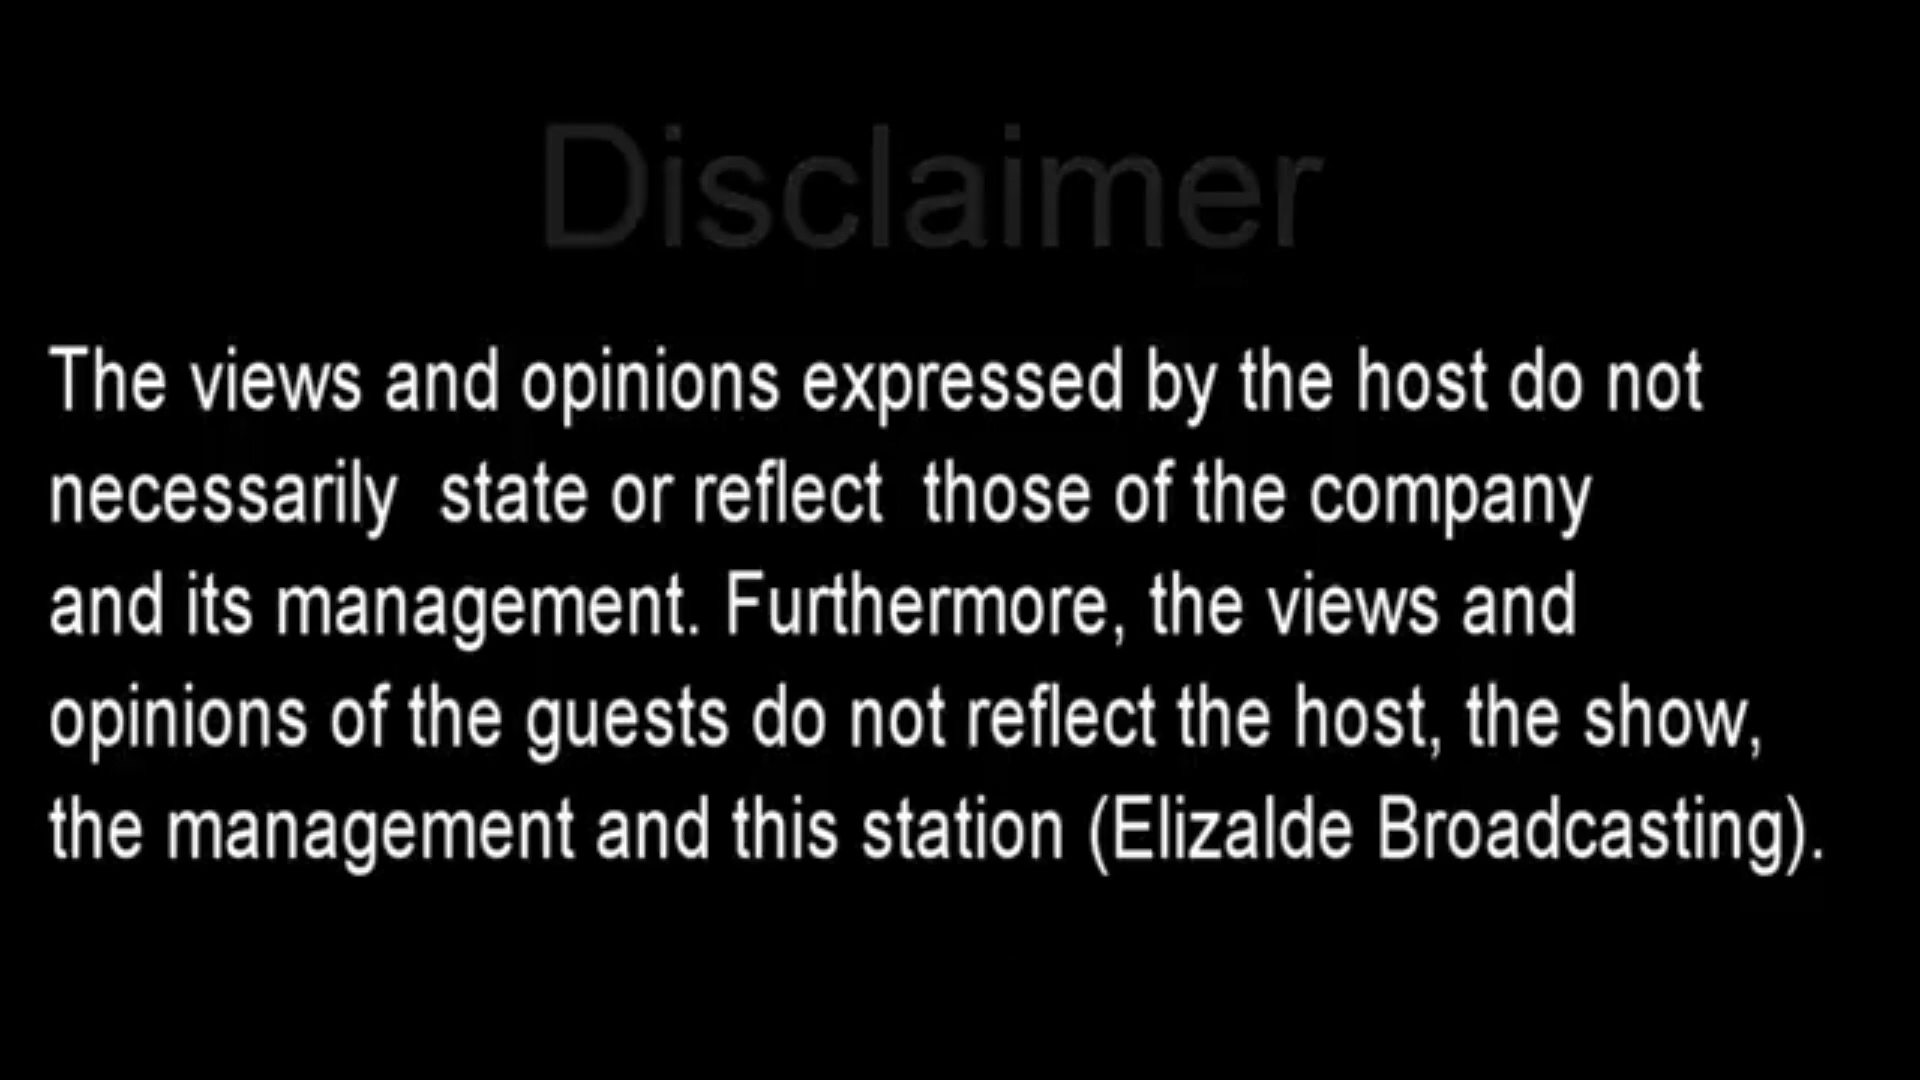 Disclaimer
The views and opinions expressed by the host do not
necessarily  state or reflect  those of the company
and its management. Furthermore, the views and
opinions of the guests do not reflect the host, the show,
the management and this station (Elizalde Broadcasting).